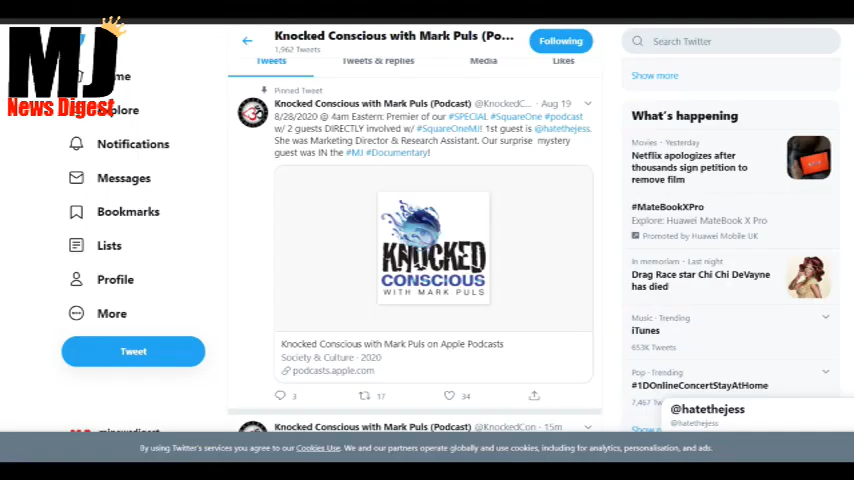 MJ
News Digest
Home
Explore
Notifications
Messages
Bookmarks
Lists
Profile
More
Tweet
mjnewsdigest
Knocked Conscious with Mark Puls (Po...
1,962 Tweets
Following
Tweets
Tweets & replies
Media
Likes
Pinned Tweet
Knocked Conscious with Mark Puls (Podcast) @KnockedC... · Aug 19
8/28/2020 @ 4am Eastern: Premier of our #SPECIAL #SquareOne #podcast
w/ 2 guests DIRECTLY involved w/ #SquareOneMJ! 1st guest is @hatethejess.
She was Marketing Director & Research Assistant. Our surprise mystery
guest was IN the #MJ #Documentary!
KNOCKED
CONSCIOUS
WITH MARK PULS
Knocked Conscious with Mark Puls on Apple Podcasts
Society & Culture · 2020
podcasts.apple.com
3
17
34
Knocked Conscious with Mark Puls (Podcast) @KnockedCon · 15m
Search Twitter
Show more
What's happening
Movies · Yesterday
Netflix apologizes after
thousands sign petition to
remove film
#MateBookXPro
Explore: Huawei MateBook X Pro
Promoted by Huawei Mobile UK
In memoriam · Last night
Drag Race star Chi Chi DeVayne
has died
Music · Trending
iTunes
653K Tweets
Pop · Trending
#1DOnlineConcertStayAtHome
7,467
@hatethejess
@hatethejess
Show
By using Twitter's services you agree to our Cookies Use. We and our partners operate globally and use cookies, including for analytics, personalisation, and ads.